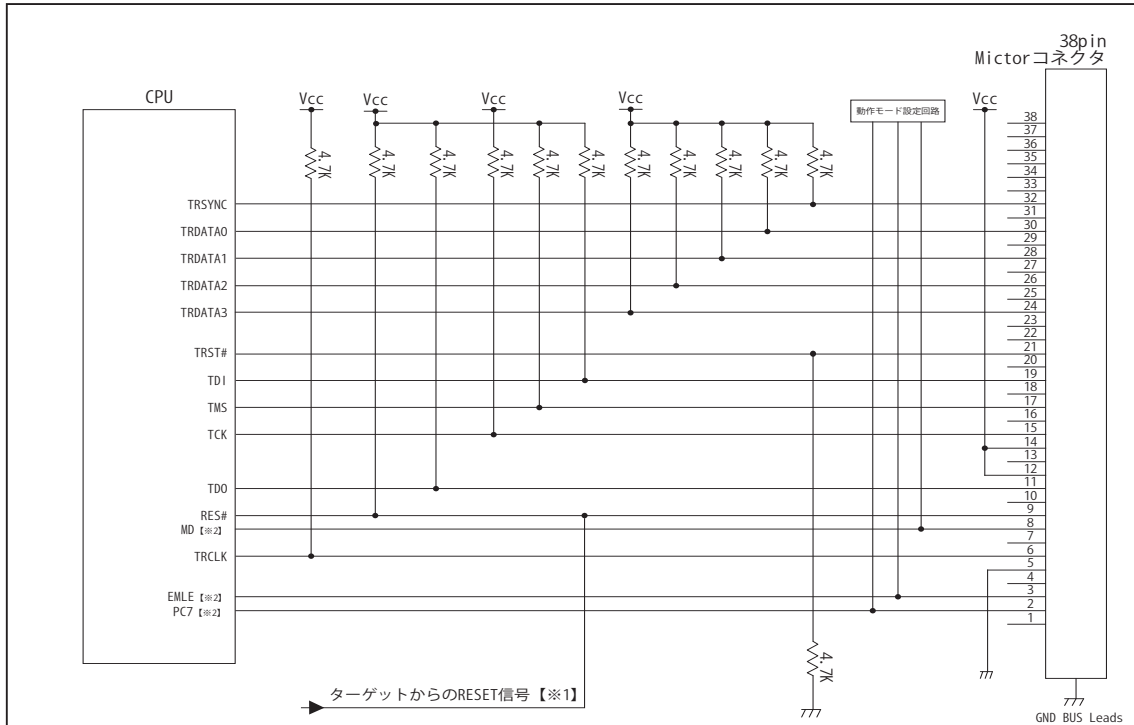 38pin
Mictorコネクタ
CPU
Vcc
Vcc
Vcc
Vcc
動作モード設定回路
Vcc
4.7K
4.7K
4.7K
4.7K
4.7K
4.7K
4.7K
4.7K
4.7K
4.7K
4.7K
38
37
36
35
34
33
TRSYNC
32
31
TRDATA0
30
29
TRDATA1
28
27
TRDATA2
26
25
TRDATA3
24
23
22
TRST#
21
20
TDI
19
18
TMS
17
16
TCK
15
14
13
12
TDO
11
10
RES#
9
MD【※2】
8
7
TRCLK
6
5
4
EMLE【※2】
3
PC7【※2】
2
1
4.7K
ターゲットからのRESET信号【※1】
GND BUS Leads